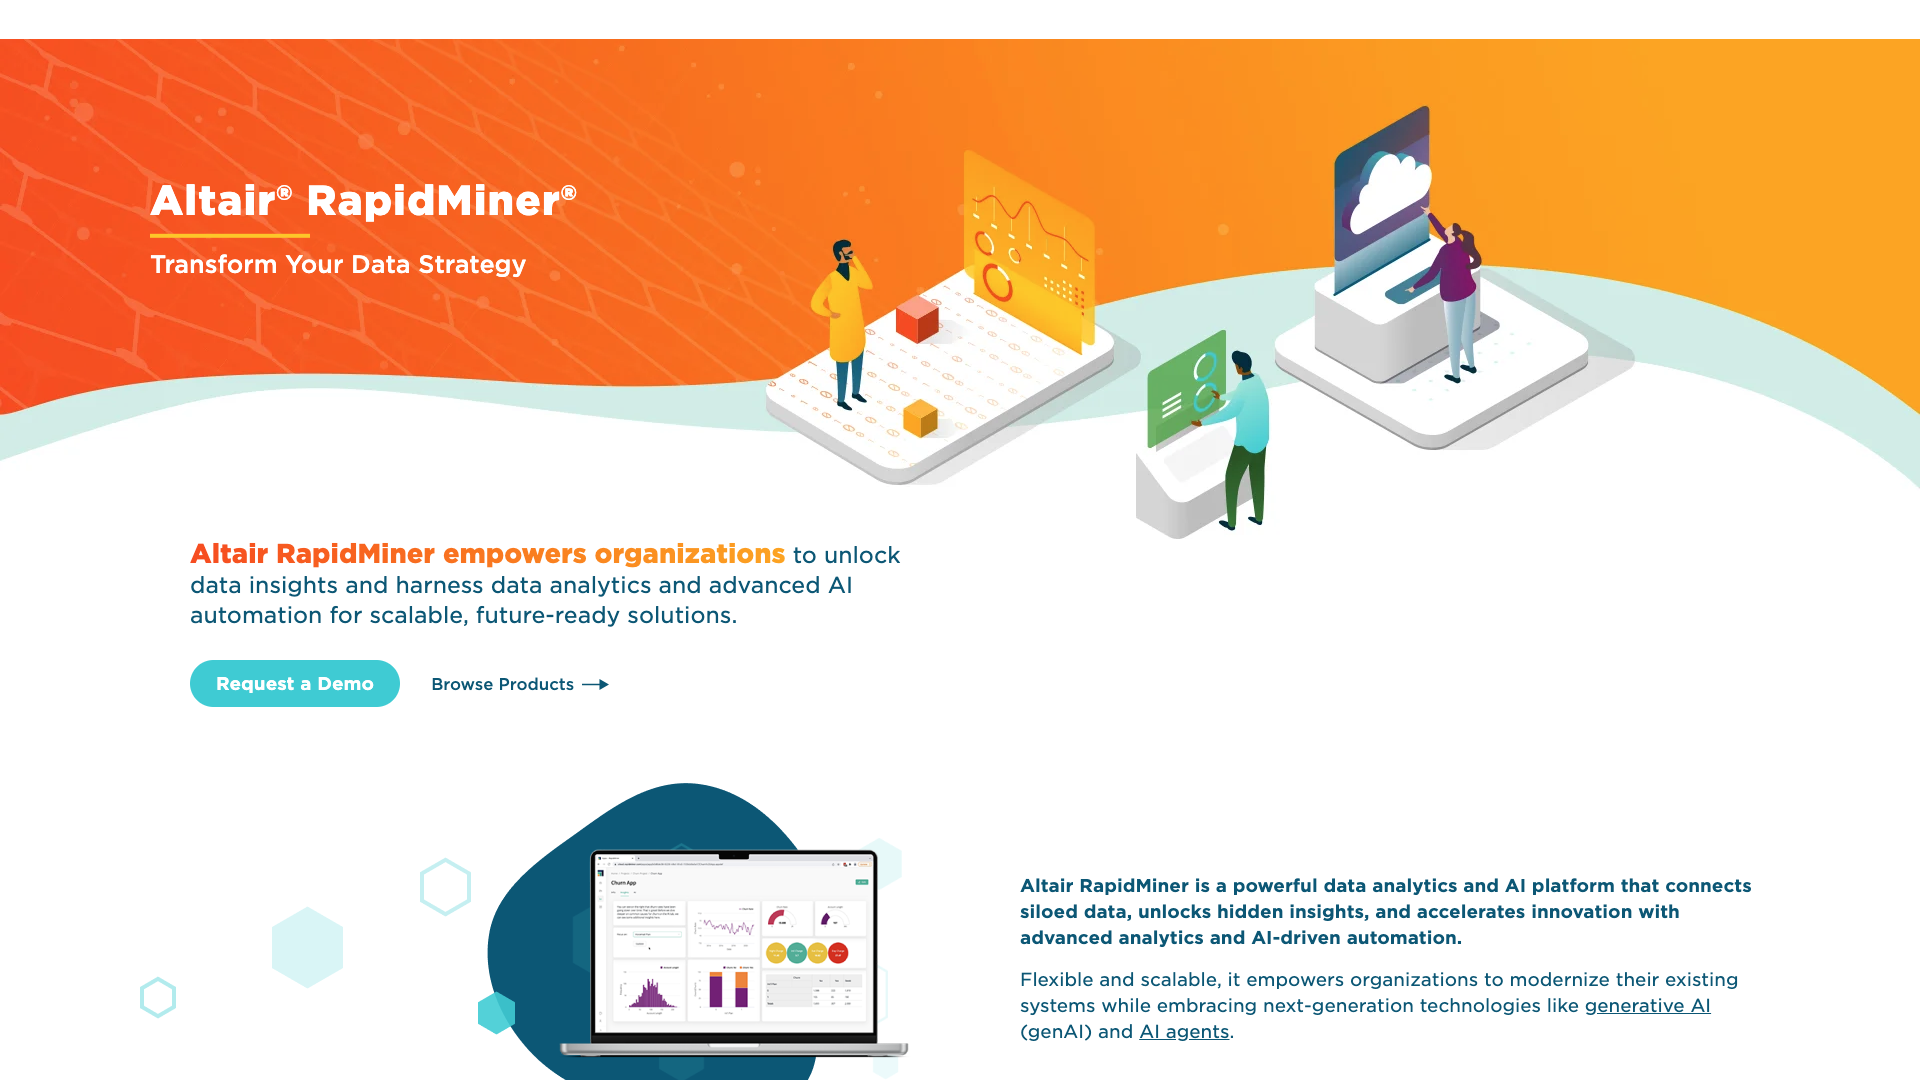 Altair® RapidMiner®
Transform Your Data Strategy
Altair RapidMiner empowers organizations to unlock
data insights and harness data analytics and advanced AI
automation for scalable, future-ready solutions.
Request a Demo
Browse Products
Churn App
Altair RapidMiner is a powerful data analytics and AI platform that connects
siloed data, unlocks hidden insights, and accelerates innovation with
advanced analytics and AI-driven automation.
Flexible and scalable, it empowers organizations to modernize their existing
systems while embracing next-generation technologies like generative AI
(genAI) and AI agents.